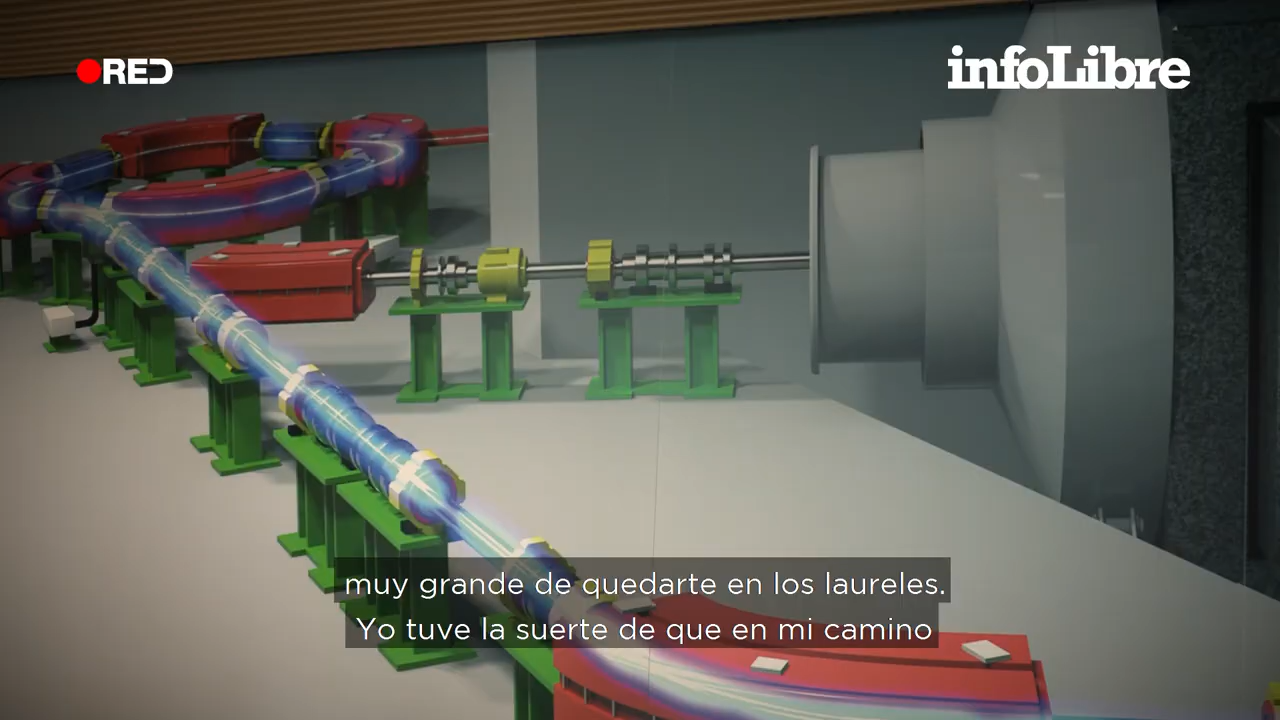 RED
infoLibre
muy grande de quedarte en los laureles.
Yo tuve la suerte de que en mi camino